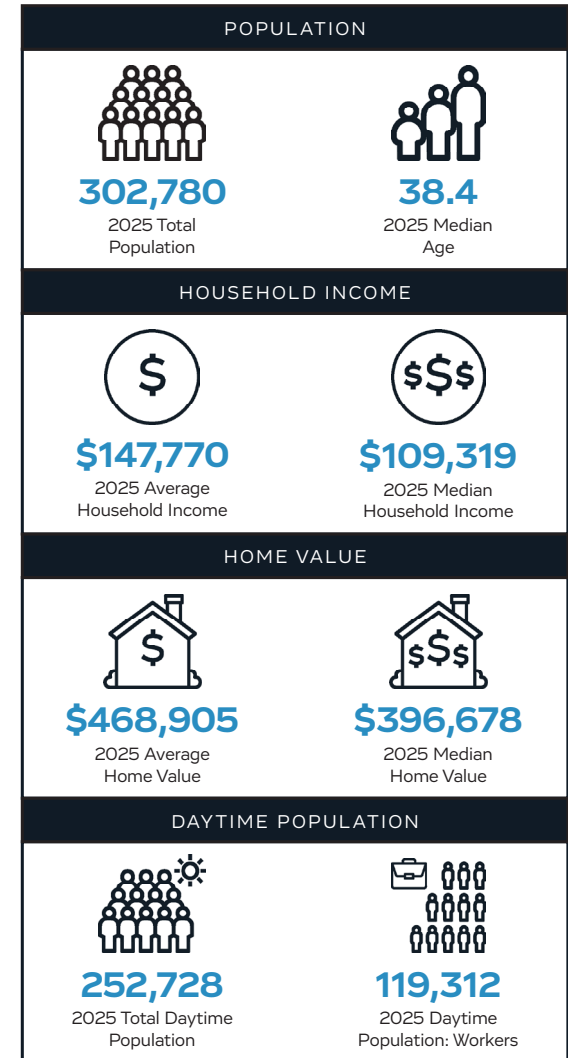 POPULATION
302,780
2025 Total
Population
38.4
2025 Median
Age
HOUSEHOLD INCOME
$
$147,770
2025 Average
Household Income
$$$
$109,319
2025 Median
Household Income
HOME VALUE
$
$468,905
2025 Average
Home Value
$$$
$396,678
2025 Median
Home Value
DAYTIME POPULATION
252,728
2025 Total Daytime
Population
119,312
2025 Daytime
Population: Workers